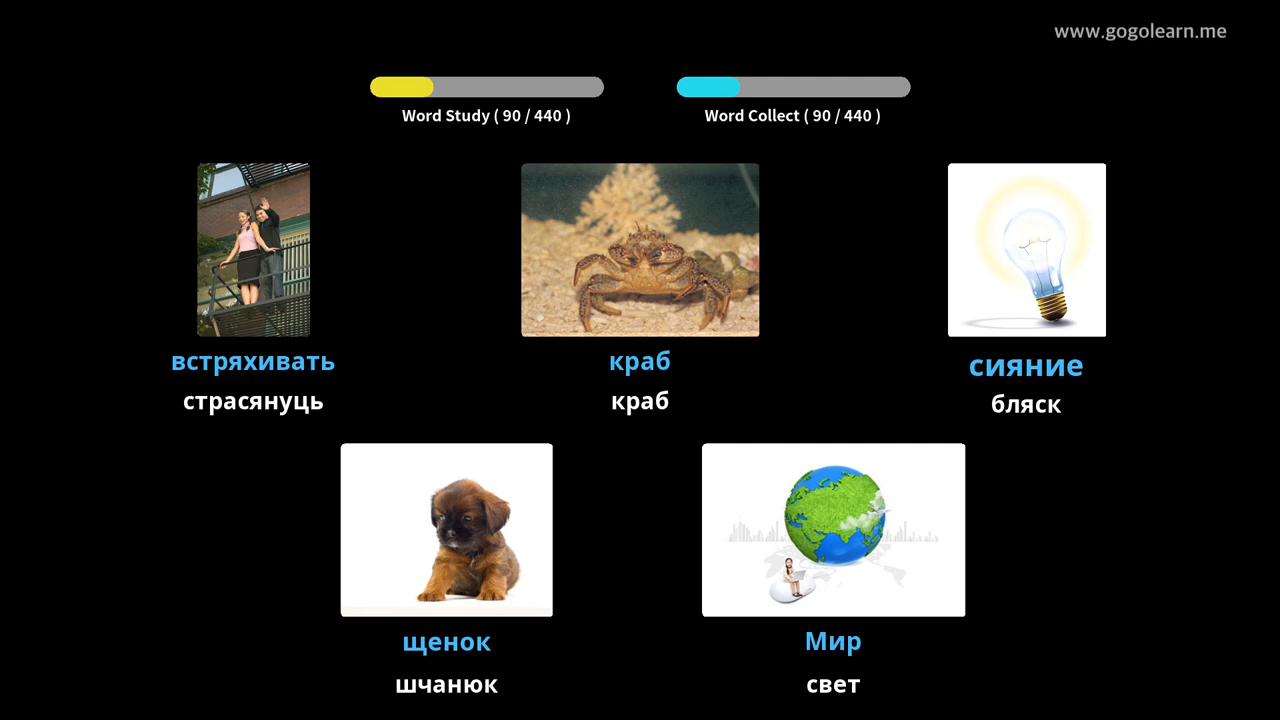 www.gogolearn.me
Word Study ( 90 / 440 )
Word Collect ( 90 / 440 )
встряхивать
страсянуць
краб
краб
сияние
бляск
щенок
шчанюк
Мир
свет